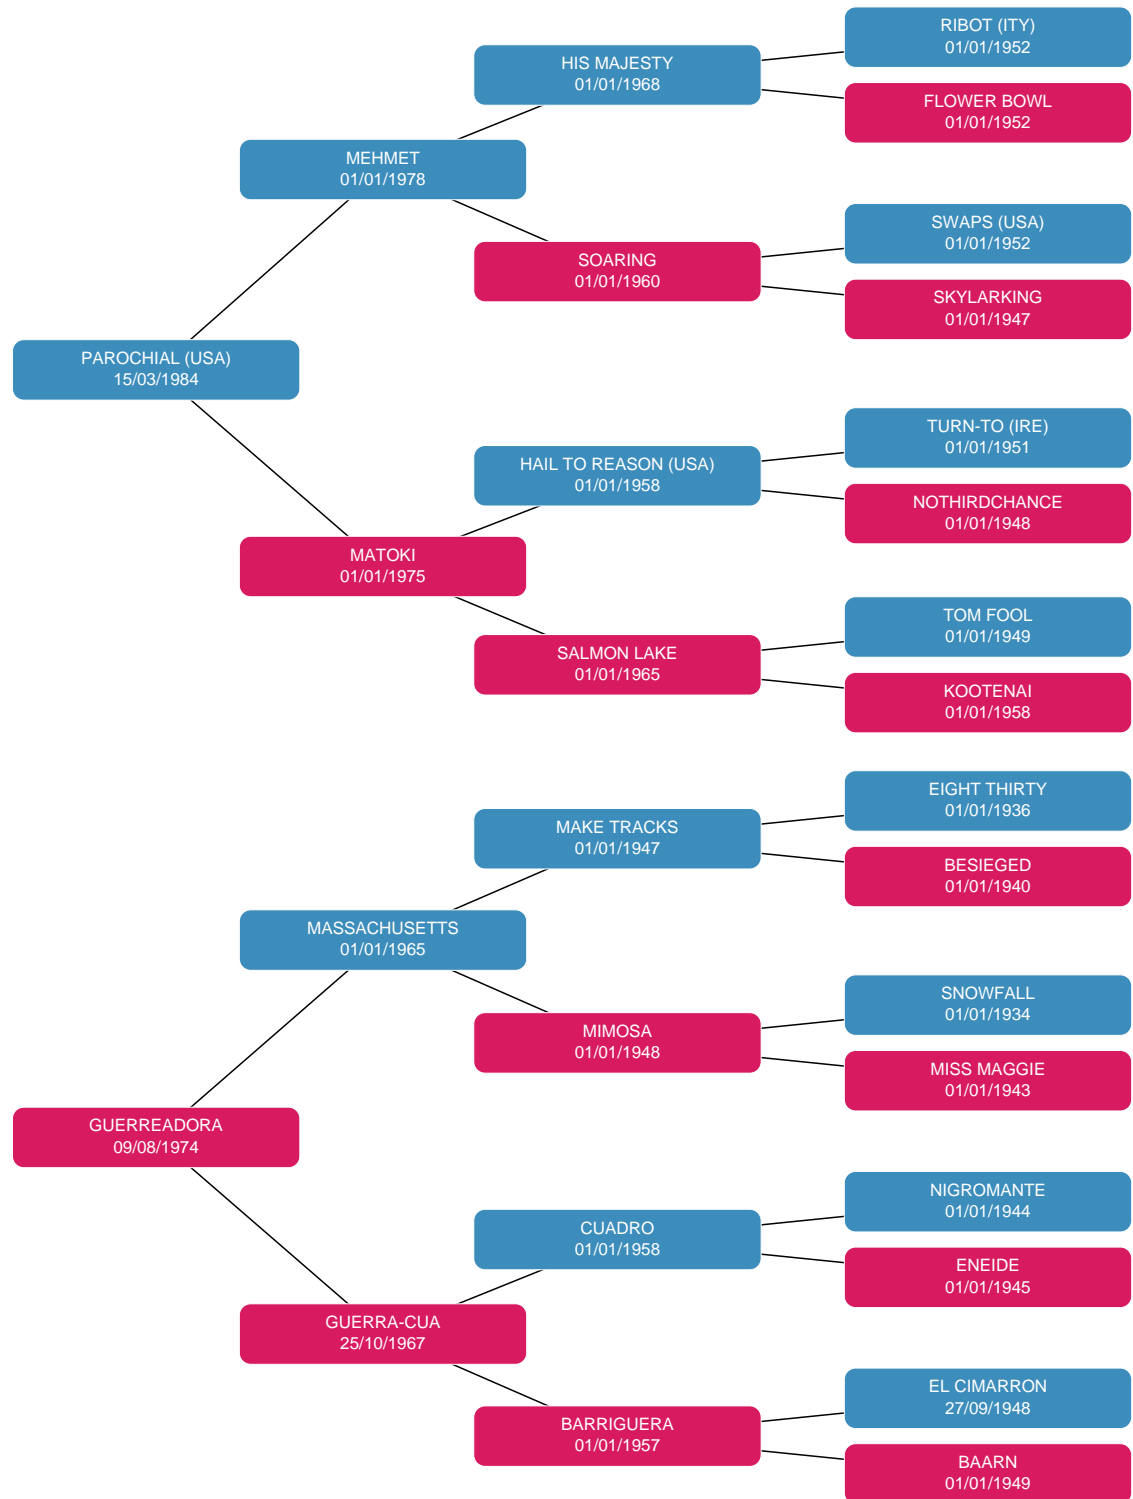 RIBOT (ITY)
01/01/1952
HIS MAJESTY
01/01/1968
FLOWER BOWL
01/01/1952
MEHMET
01/01/1978
SWAPS (USA)
01/01/1952
SOARING
01/01/1960
SKYLARKING
01/01/1947
PAROCHIAL (USA)
15/03/1984
TURN-TO (IRE)
01/01/1951
HAIL TO REASON (USA)
01/01/1958
NOTHIRDCHANCE
01/01/1948
MATOKI
01/01/1975
TOM FOOL
01/01/1949
SALMON LAKE
01/01/1965
KOOTENAI
01/01/1958
EIGHT THIRTY
01/01/1936
MAKE TRACKS
01/01/1947
BESIEGED
01/01/1940
MASSACHUSETTS
01/01/1965
SNOWFALL
01/01/1934
MIMOSA
01/01/1948
MISS MAGGIE
01/01/1943
GUERREADORA
09/08/1974
NIGROMANTE
01/01/1944
CUADRO
01/01/1958
ENEIDE
01/01/1945
GUERRA-CUA
25/10/1967
EL CIMARRON
27/09/1948
BARRIGUERA
01/01/1957
BAARN
01/01/1949